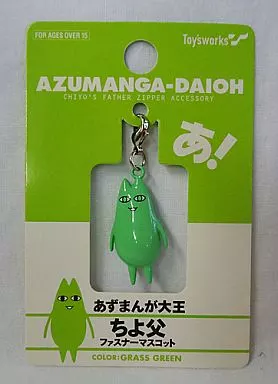 FOR AGES OVER 15
Toysworks
AZUMANGA-DAIOH
CHIYO'S FATHER ZIPPER ACCESSORY
あ!
あずまんが大王
ちよ父
ファスナーマスコット
COLOR:GRASS GREEN